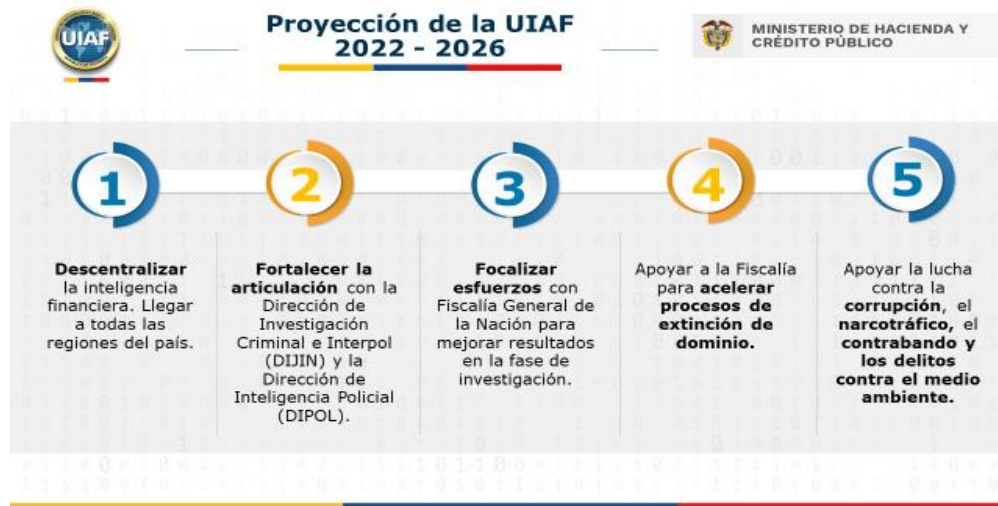 UIAF
Proyección de la UIAF
2022 - 2026
MINISTERIO DE HACIENDA Y
CRÉDITO PÚBLICO
1
Descentralizar
la inteligencia
financiera. Llegar
a todas las
regiones del país.
2
Fortalecer la
articulación con la
Dirección de
Investigación
Criminal e Interpol
(DIJIN) y la
Dirección de
Inteligencia Policial
(DIPOL).
3
Focalizar
esfuerzos con
Fiscalía General de
la Nación para
mejorar resultados
en la fase de
investigación.
4
Apoyar a la Fiscalía
para acelerar
procesos de
extinción de
dominio.
5
Apoyar la lucha
contra la
corrupción, el
narcotráfico, el
contrabando y
los delitos
contra el medio
ambiente.